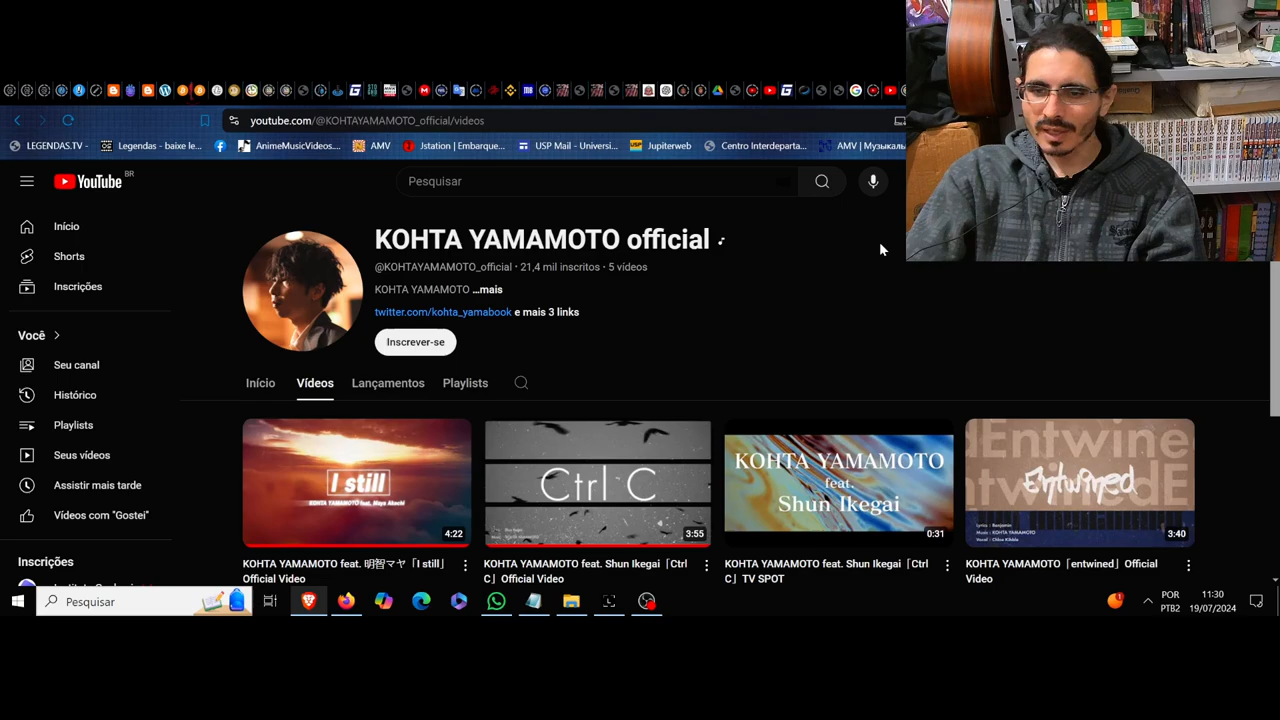 youtube.com/@KOHTAYAMAMOTO_official/videos
LEGENDAS.TV -
Legendas - baixe le...
AnimeMusicVideos...
AMV
Jstation | Embarque...
USP Mail - Universi...
Jupiterweb
Centro Interdeparta...
AMV | Музыкалы
YouTube BR
Pesquisar
Início
Shorts
Inscrições
Você
Seu canal
Histórico
Playlists
Seus vídeos
Assistir mais tarde
Vídeos com "Gostei"
Inscrições
KOHTA YAMAMOTO official
@KOHTAYAMAMOTO_official · 21,4 mil inscritos · 5 vídeos
KOHTA YAMAMOTO ...mais
twitter.com/kohta_yamabook e mais 3 links
Inscrever-se
Início
Vídeos
Lançamentos
Playlists
I still
4:22
KOHTA YAMAMOTO feat. 明智マヤ「I still」
Official Video
Ctrl C
3:55
KOHTA YAMAMOTO feat. Shun Ikegai「Ctrl
C」Official Video
KOHTA YAMAMOTO
feat.
Shun Ikegai
0:31
KOHTA YAMAMOTO feat. Shun Ikegai「Ctrl
C」TV SPOT
Entwined
3:40
KOHTA YAMAMOTO「entwined」Official
Video
Pesquisar
POR
PTB2
11:30
19/07/2024